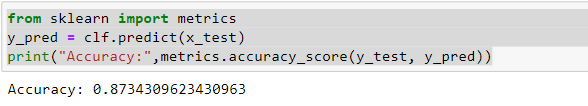 from sklearn import metrics
y_pred = clf.predict(x_test)
print("Accuracy:",metrics.accuracy_score(y_test, y_pred))
Accuracy: 0.8734309623430963